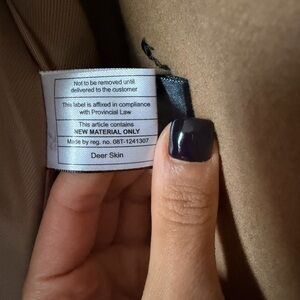 Not to be removed until
delivered to the customer
This label is affixed in compliance
with Provincial Law
This article contains
NEW MATERIAL ONLY
Made by reg. no. 08T-1241307
Deer Skin